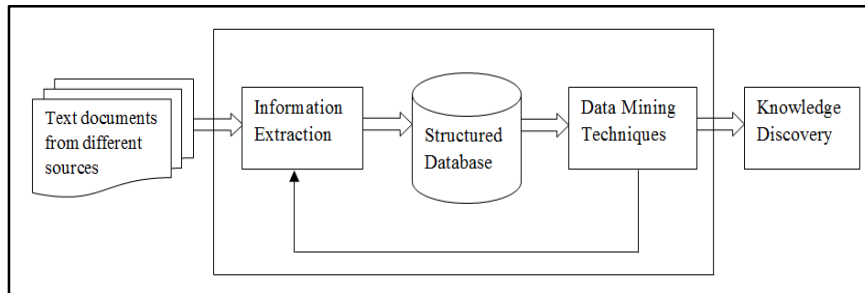 Text documents
from different
sources
Information
Extraction
Structured
Database
Data Mining
Techniques
Knowledge
Discovery